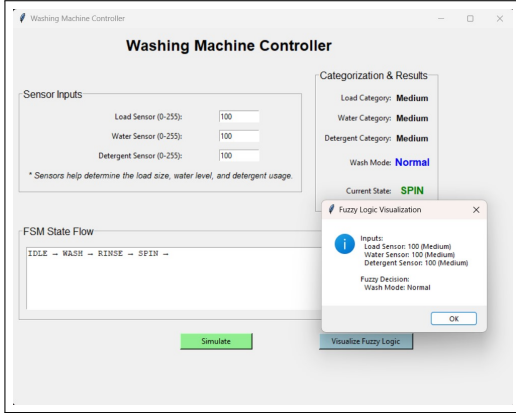 Washing Machine Controller
Washing Machine Controller
Sensor Inputs
Load Sensor (0-255): 100
Water Sensor (0-255): 100
Detergent Sensor (0-255): 100
* Sensors help determine the load size, water level, and detergent usage.
Categorization & Results
Load Category: Medium
Water Category: Medium
Detergent Category: Medium
Wash Mode: Normal
Current State: SPIN
FSM State Flow
IDLE → WASH → RINSE → SPIN →
Fuzzy Logic Visualization
Inputs:
Load Sensor: 100 (Medium)
Water Sensor: 100 (Medium)
Detergent Sensor: 100 (Medium)
Fuzzy Decision:
Wash Mode: Normal
OK
Simulate
Visualize Fuzzy Logic